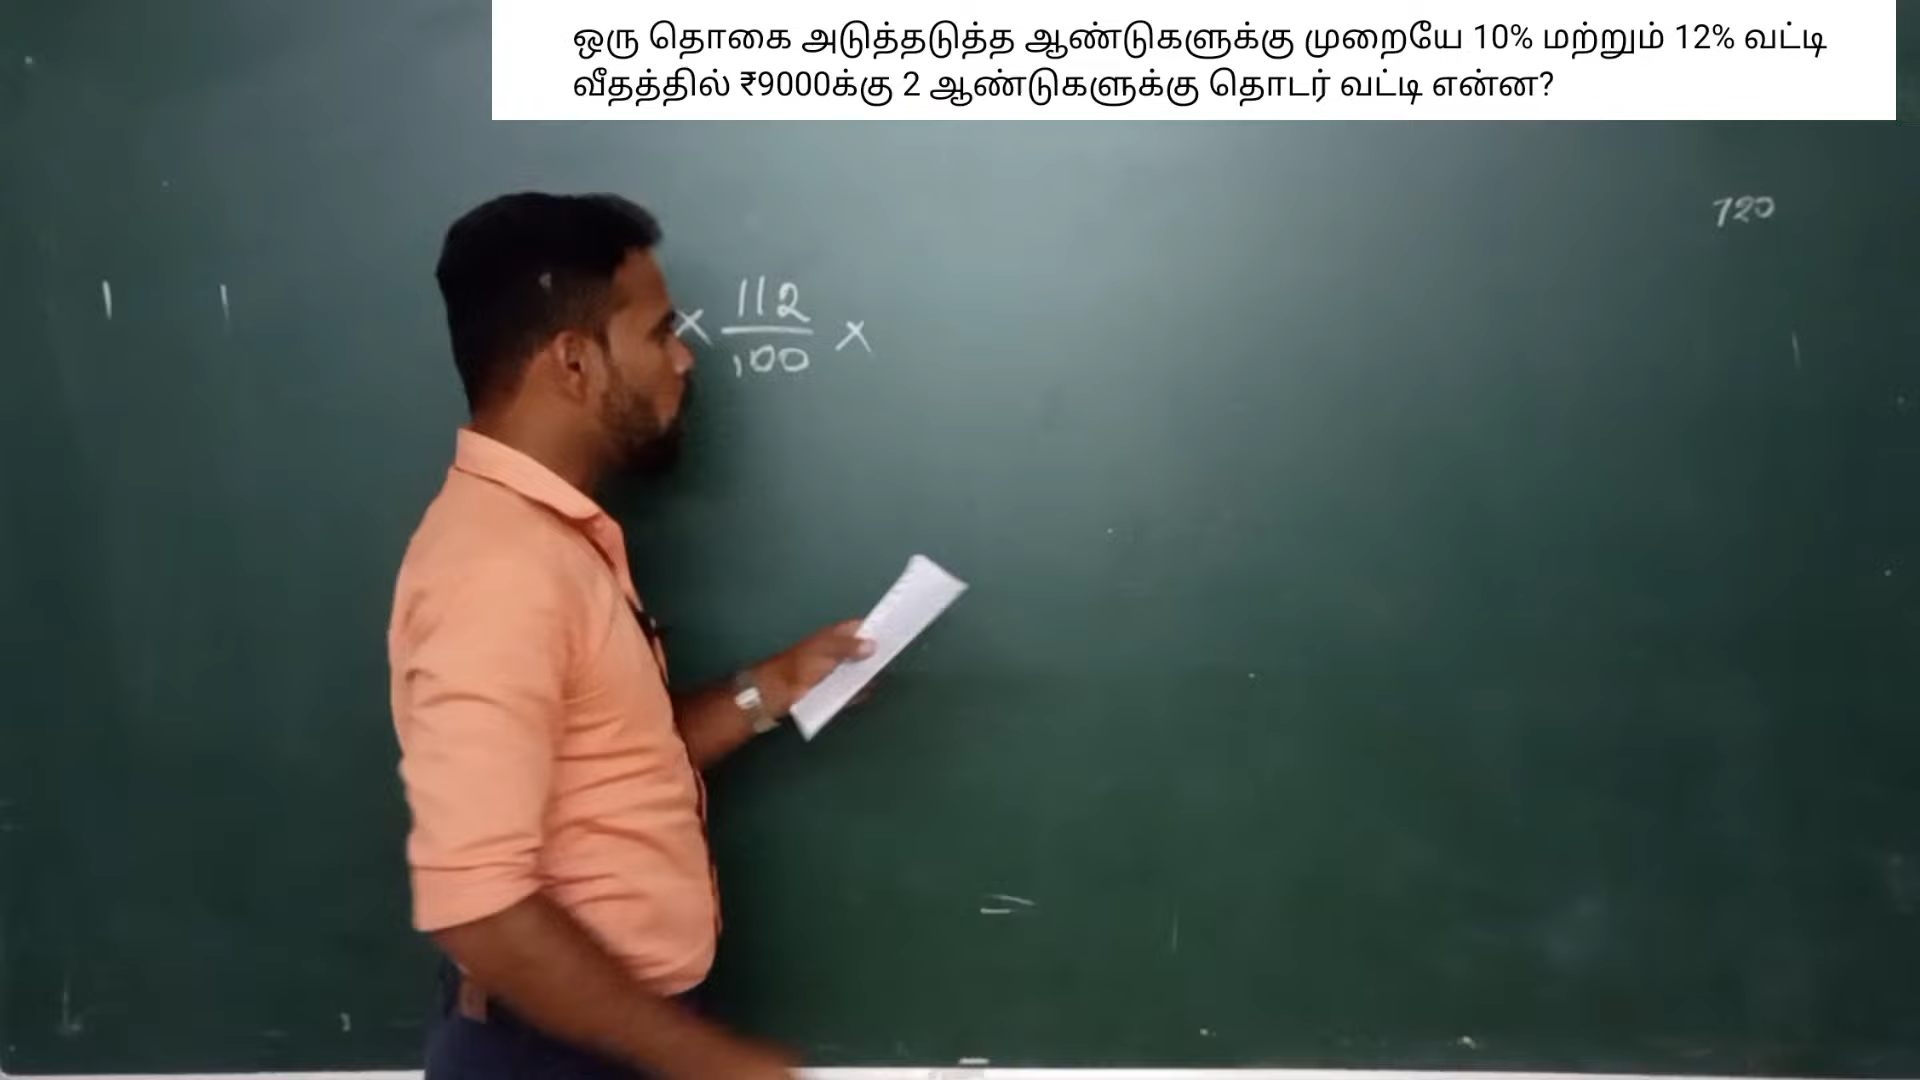 ஒரு தொகை அடுத்தடுத்த ஆண்டுகளுக்கு முறையே 10% மற்றும் 12% வட்டி
வீதத்தில் ₹9000க்கு 2 ஆண்டுகளுக்கு தொடர் வட்டி என்ன?
720
× 112/100 ×